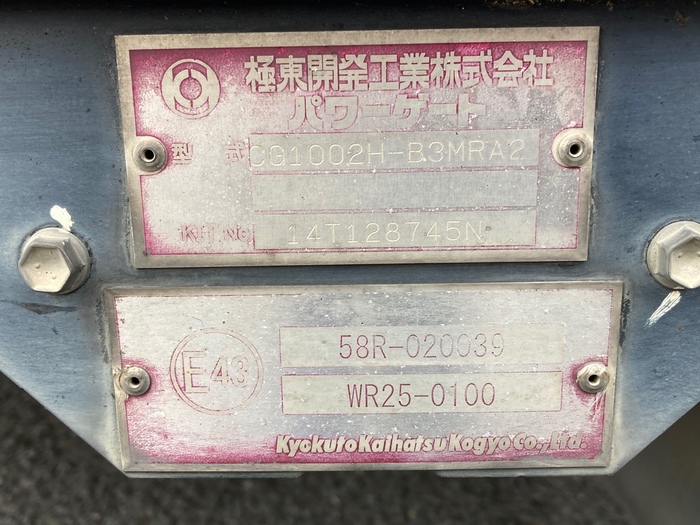 極東開発工業株式会社
パワーゲート
型 式 CG1002H-B3MRA2
KIT.NO 14T128745N
E43
58R-020039
WR25-0100
Kyokuto Kaihatsu Kogyo Co., Ltd.